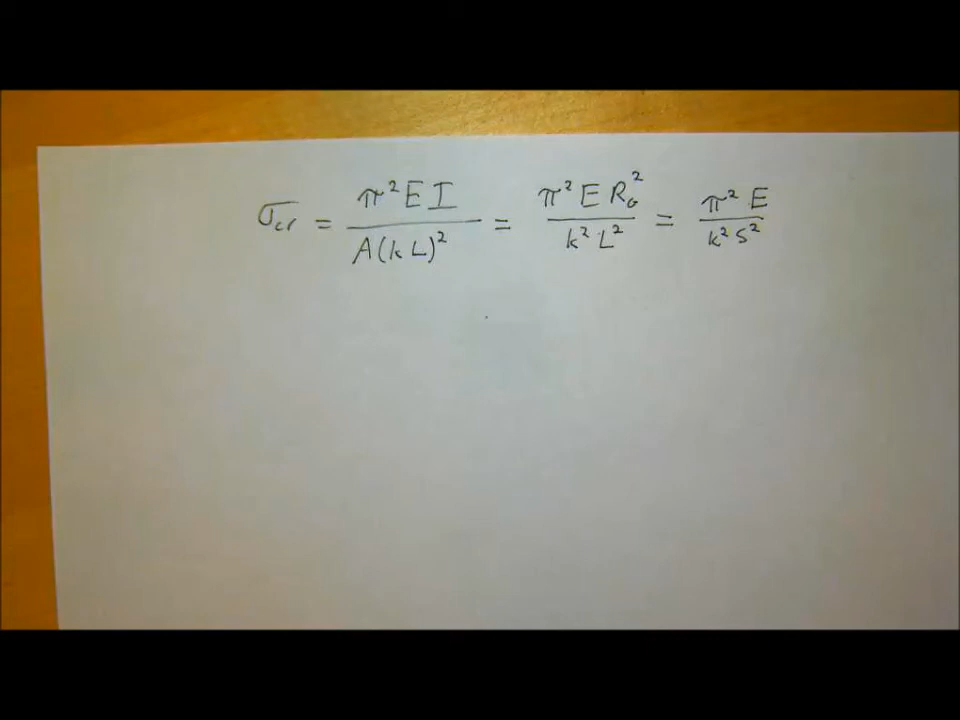 σcr = π²EI / A(kL)² = π²ER_G² / k²L² = π²E / k²S²